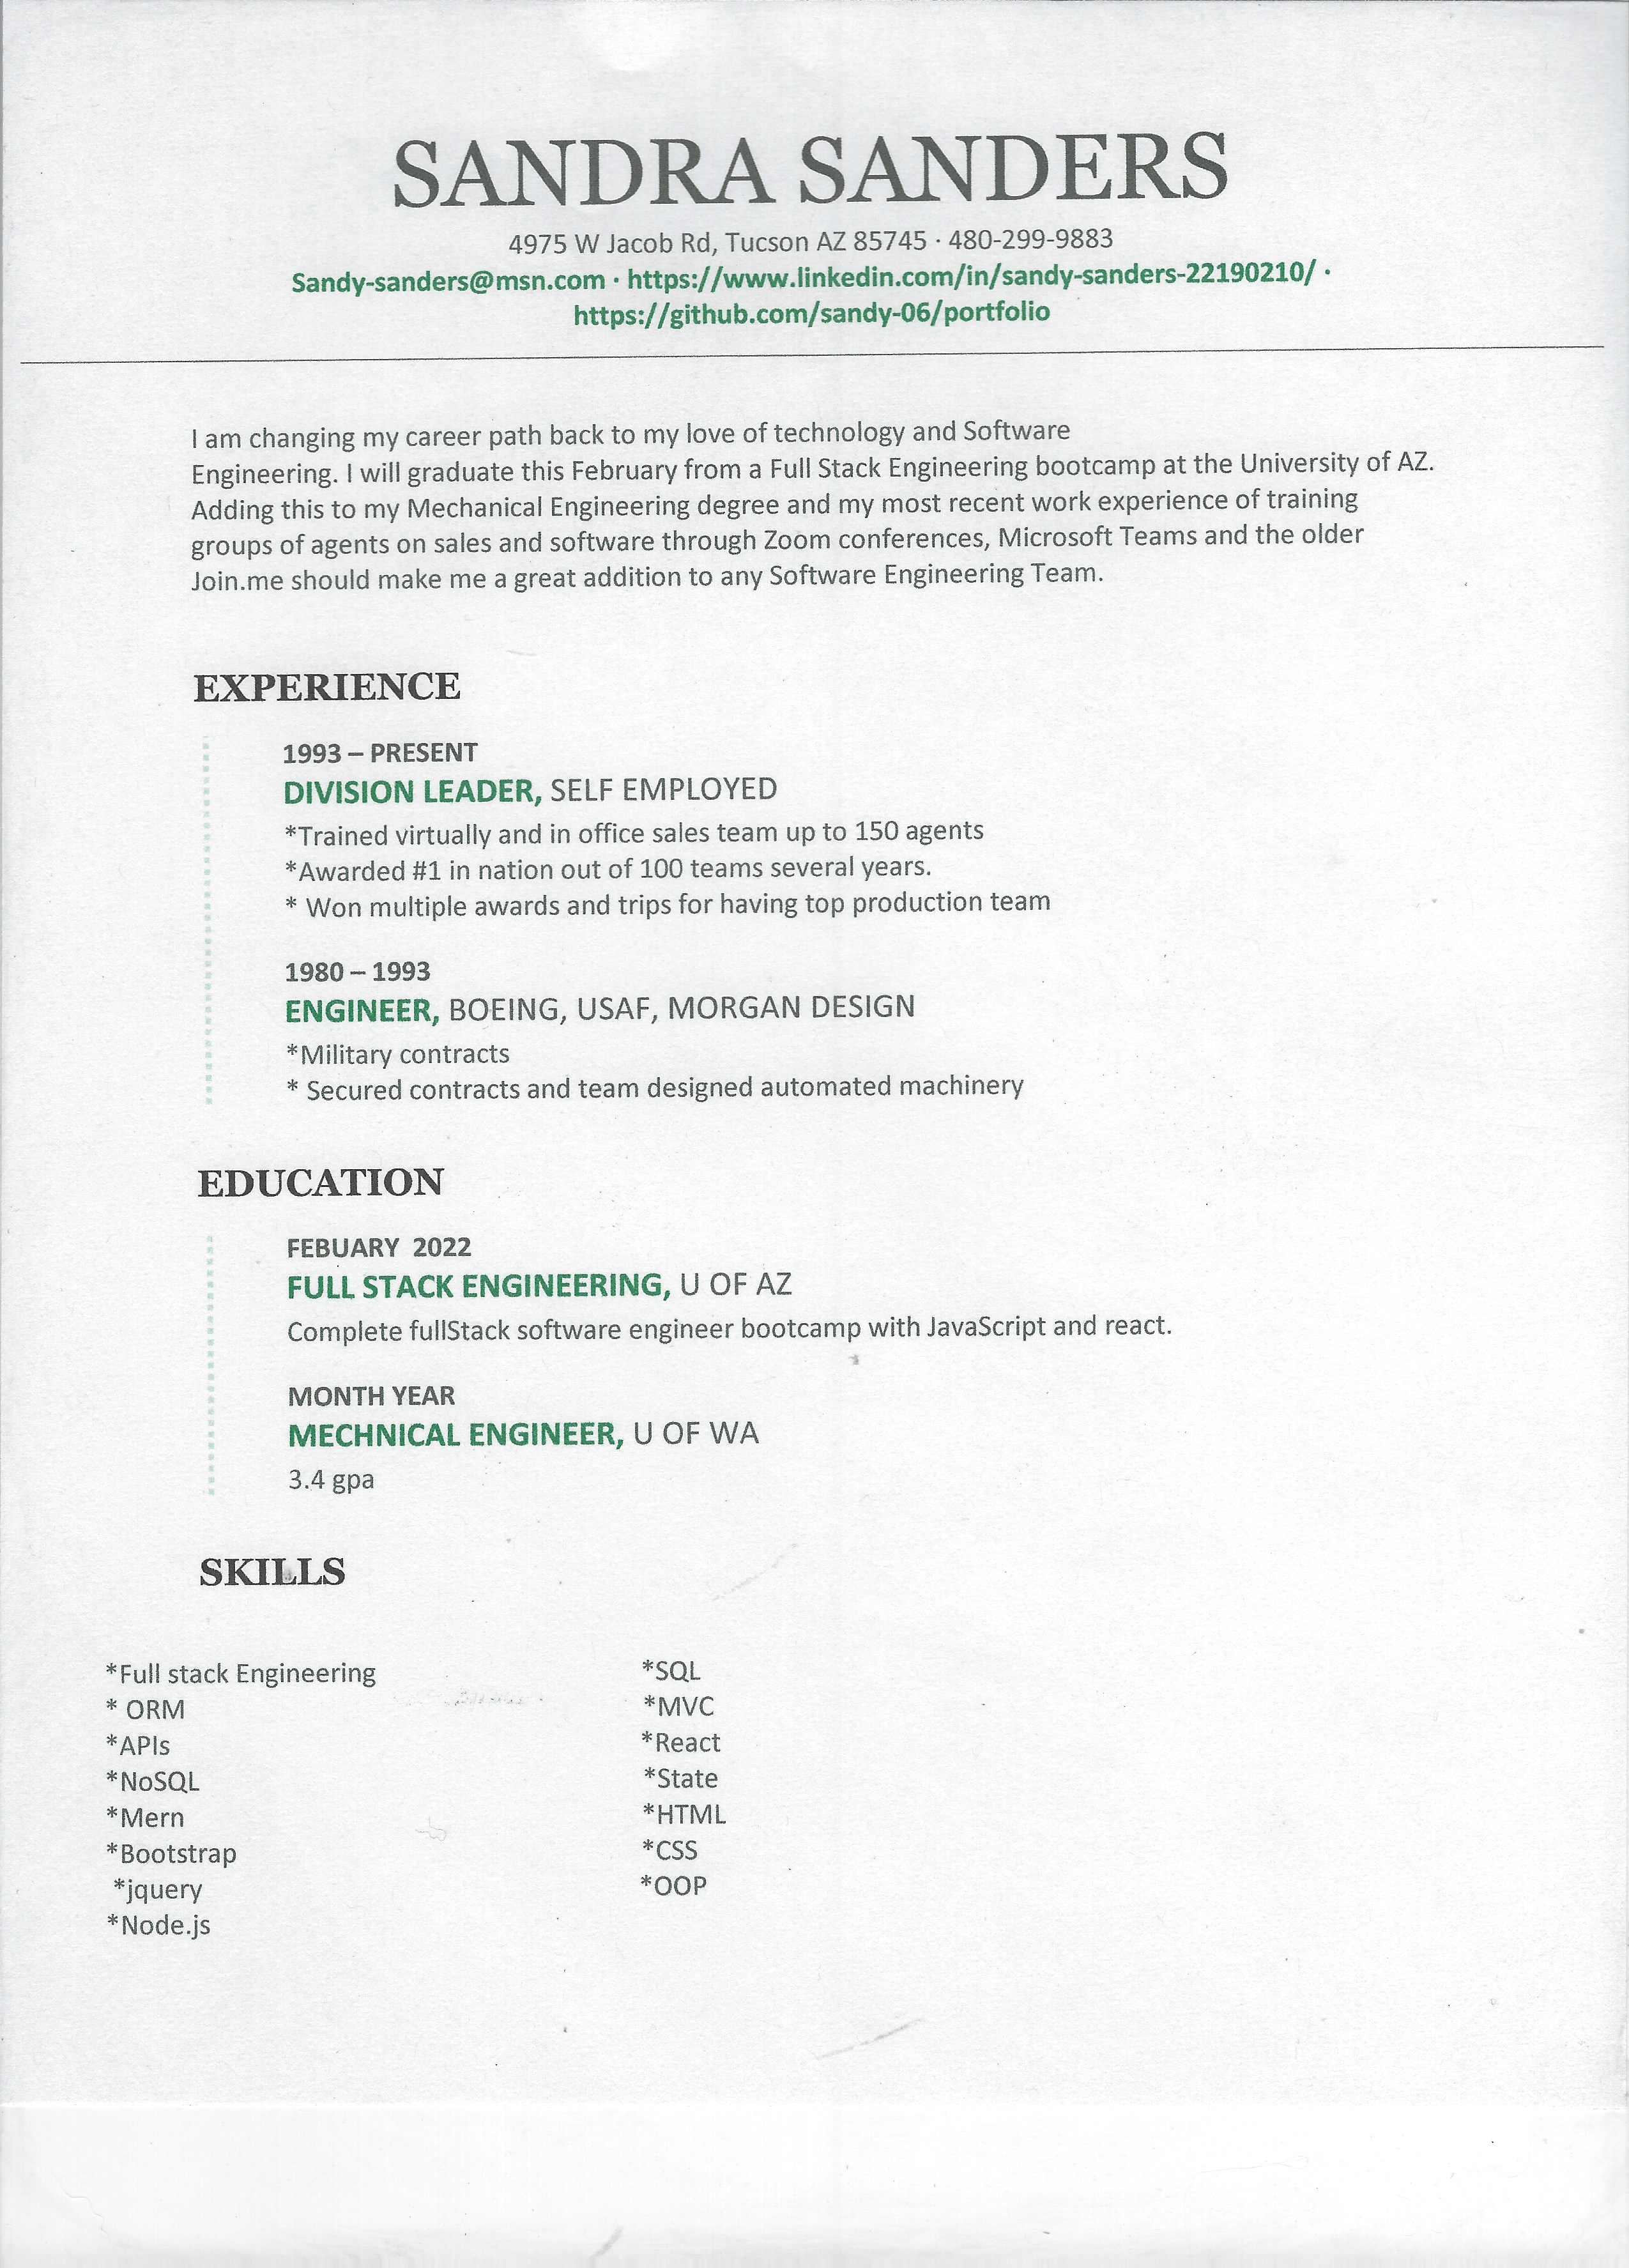 SANDRA SANDERS
4975 W Jacob Rd, Tucson AZ 85745 · 480-299-9883
Sandy-sanders@msn.com · https://www.linkedin.com/in/sandy-sanders-22190210/ ·
https://github.com/sandy-06/portfolio
I am changing my career path back to my love of technology and Software
Engineering. I will graduate this February from a Full Stack Engineering bootcamp at the University of AZ.
Adding this to my Mechanical Engineering degree and my most recent work experience of training
groups of agents on sales and software through Zoom conferences, Microsoft Teams and the older
Join.me should make me a great addition to any Software Engineering Team.
EXPERIENCE
1993 – PRESENT
DIVISION LEADER, SELF EMPLOYED
*Trained virtually and in office sales team up to 150 agents
*Awarded #1 in nation out of 100 teams several years.
* Won multiple awards and trips for having top production team
1980 – 1993
ENGINEER, BOEING, USAF, MORGAN DESIGN
*Military contracts
* Secured contracts and team designed automated machinery
EDUCATION
FEBUARY 2022
FULL STACK ENGINEERING, U OF AZ
Complete fullStack software engineer bootcamp with JavaScript and react.
MONTH YEAR
MECHNICAL ENGINEER, U OF WA
3.4 gpa
SKILLS
*Full stack Engineering
* ORM
*APIs
*NoSQL
*Mern
*Bootstrap
*jquery
*Node.js
*SQL
*MVC
*React
*State
*HTML
*CSS
*OOP